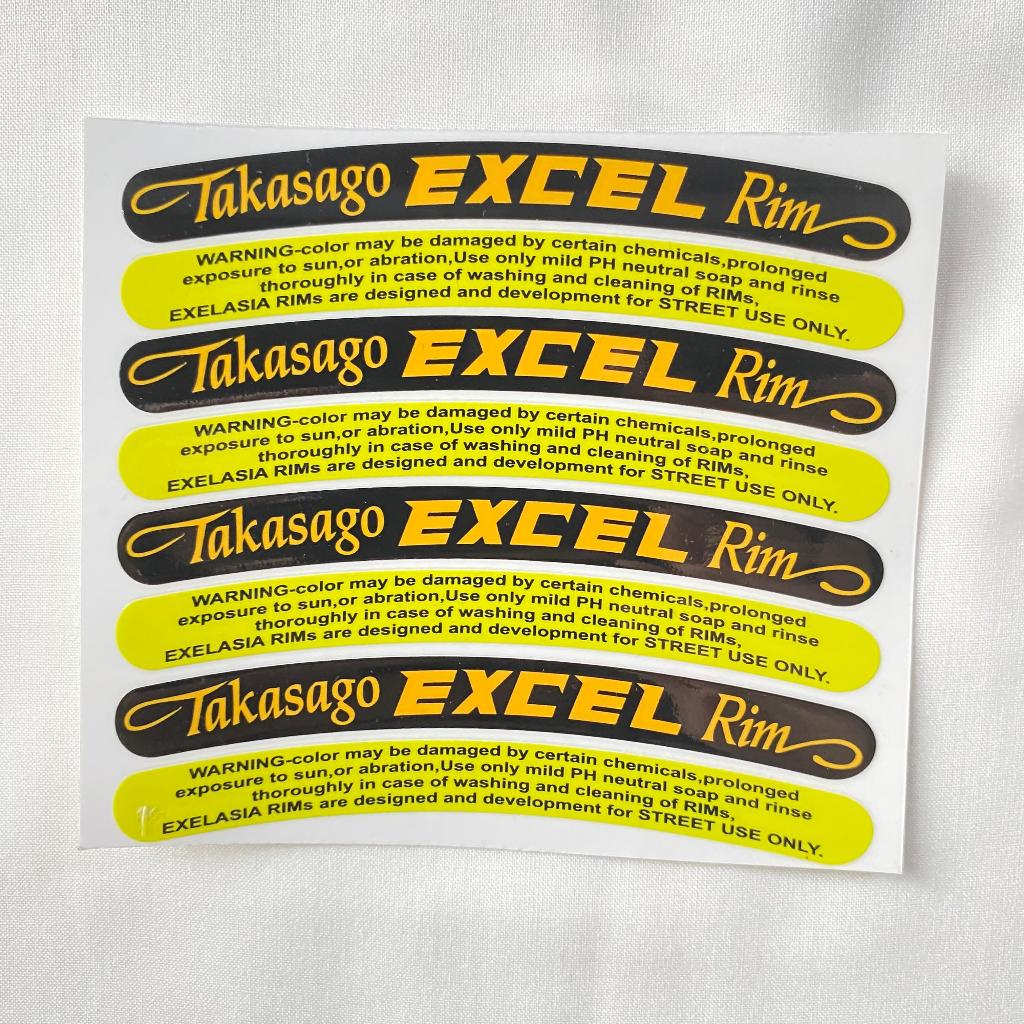 Takasago EXCEL Rim
WARNING-color may be damaged by certain chemicals,prolonged
exposure to sun,or abration,Use only mild PH neutral soap and rinse
thoroughly in case of washing and cleaning of RIMs,
EXELASIA RIMs are designed and development for STREET USE ONLY.
Takasago EXCEL Rim
WARNING-color may be damaged by certain chemicals,prolonged
exposure to sun,or abration,Use only mild PH neutral soap and rinse
thoroughly in case of washing and cleaning of RIMs,
EXELASIA RIMs are designed and development for STREET USE ONLY.
Takasago EXCEL Rim
WARNING-color may be damaged by certain chemicals,prolonged
exposure to sun,or abration,Use only mild PH neutral soap and rinse
thoroughly in case of washing and cleaning of RIMs,
EXELASIA RIMs are designed and development for STREET USE ONLY.
Takasago EXCEL Rim
WARNING-color may be damaged by certain chemicals,prolonged
exposure to sun,or abration,Use only mild PH neutral soap and rinse
thoroughly in case of washing and cleaning of RIMs,
EXELASIA RIMs are designed and development for STREET USE ONLY.